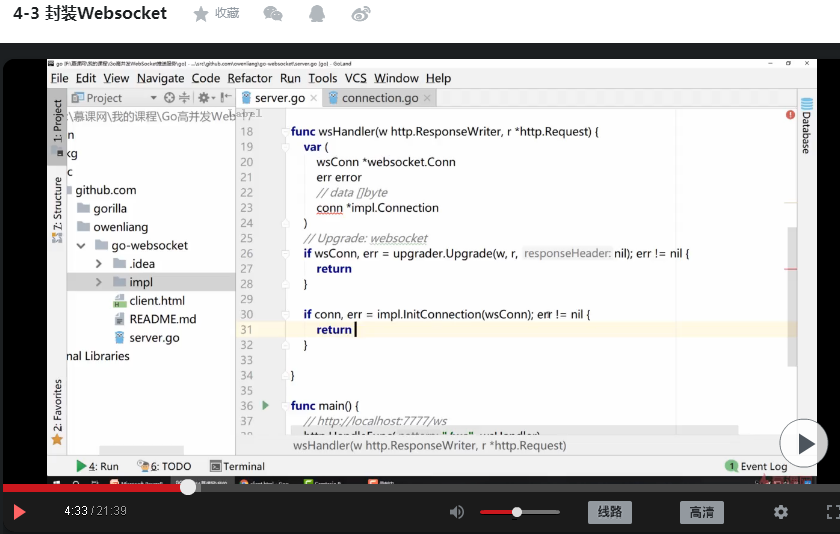 4-3 封装Websocket
收藏
go [F:\慕课网\我的课程\Go高并发WebSocket推送服务\go] - ...\src\github.com\owenliang\go-websocket\server.go [go] - GoLand
File Edit View Navigate Code Refactor Run Tools VCS Window Help
Project
server.go
connection.go
1: Project
7: Structure
2: Favorites
Database
:\慕课网\我的课程\Go高并发Web
n
kg
c
github.com
gorilla
owenliang
go-websocket
.idea
impl
client.html
README.md
server.go
nal Libraries
18 func wsHandler(w http.ResponseWriter, r *http.Request) {
19 var (
20 wsConn *websocket.Conn
21 err error
22 // data []byte
23 conn *impl.Connection
24 )
25 // Upgrade: websocket
26 if wsConn, err = upgrader.Upgrade(w, r, responseHeader: nil); err != nil {
27 return
28 }
29
30 if conn, err = impl.InitConnection(wsConn); err != nil {
31 return
32 }
33
34 }
35
36 func main() {
37 // http://localhost:7777/ws
wsHandler(w http.ResponseWriter, r *http.Request)
4: Run 6: TODO Terminal
1 Event Log
4:33 / 21:39
线路
高清